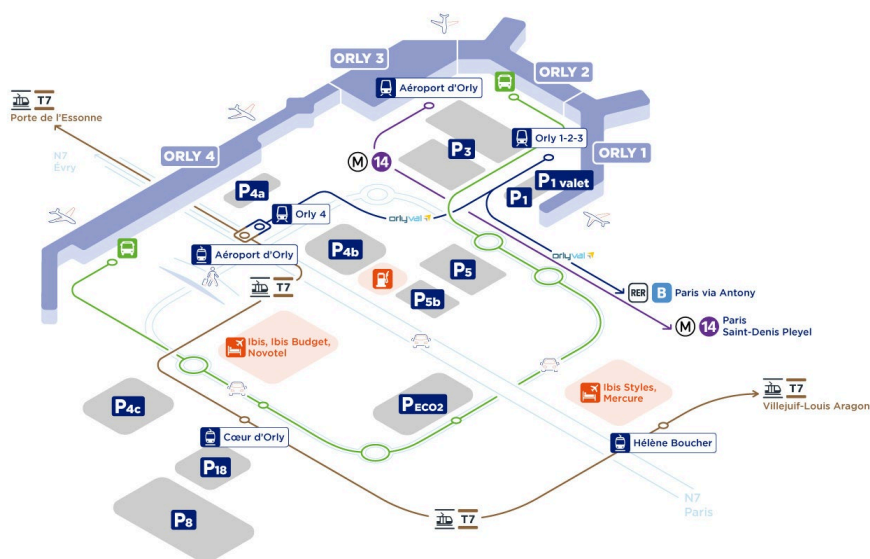 ORLY 3
ORLY 2
Aéroport d'Orly
T7
Porte de l'Essonne
Orly 1-2-3
N7
Évry
ORLY 4
P3
ORLY 1
M 14
P4a
P1 valet
P1
Orly 4
orlyval
Aéroport d'Orly
P4b
P5
orlyval
T7
P5b
RER B Paris via Antony
M 14 Paris
Saint-Denis Pleyel
Ibis, Ibis Budget,
Novotel
Ibis Styles,
Mercure
T7
Villejuif-Louis Aragon
P4c
PECO2
Cœur d'Orly
Hélène Boucher
P18
N7
Paris
P8
T7